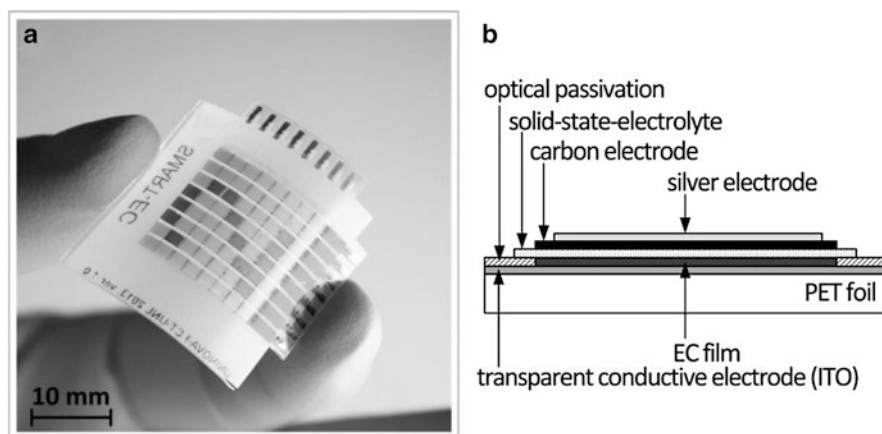 a
SMART-EC
10 mm
b
optical passivation
solid-state-electrolyte
carbon electrode
silver electrode
PET foil
EC film
transparent conductive electrode (ITO)